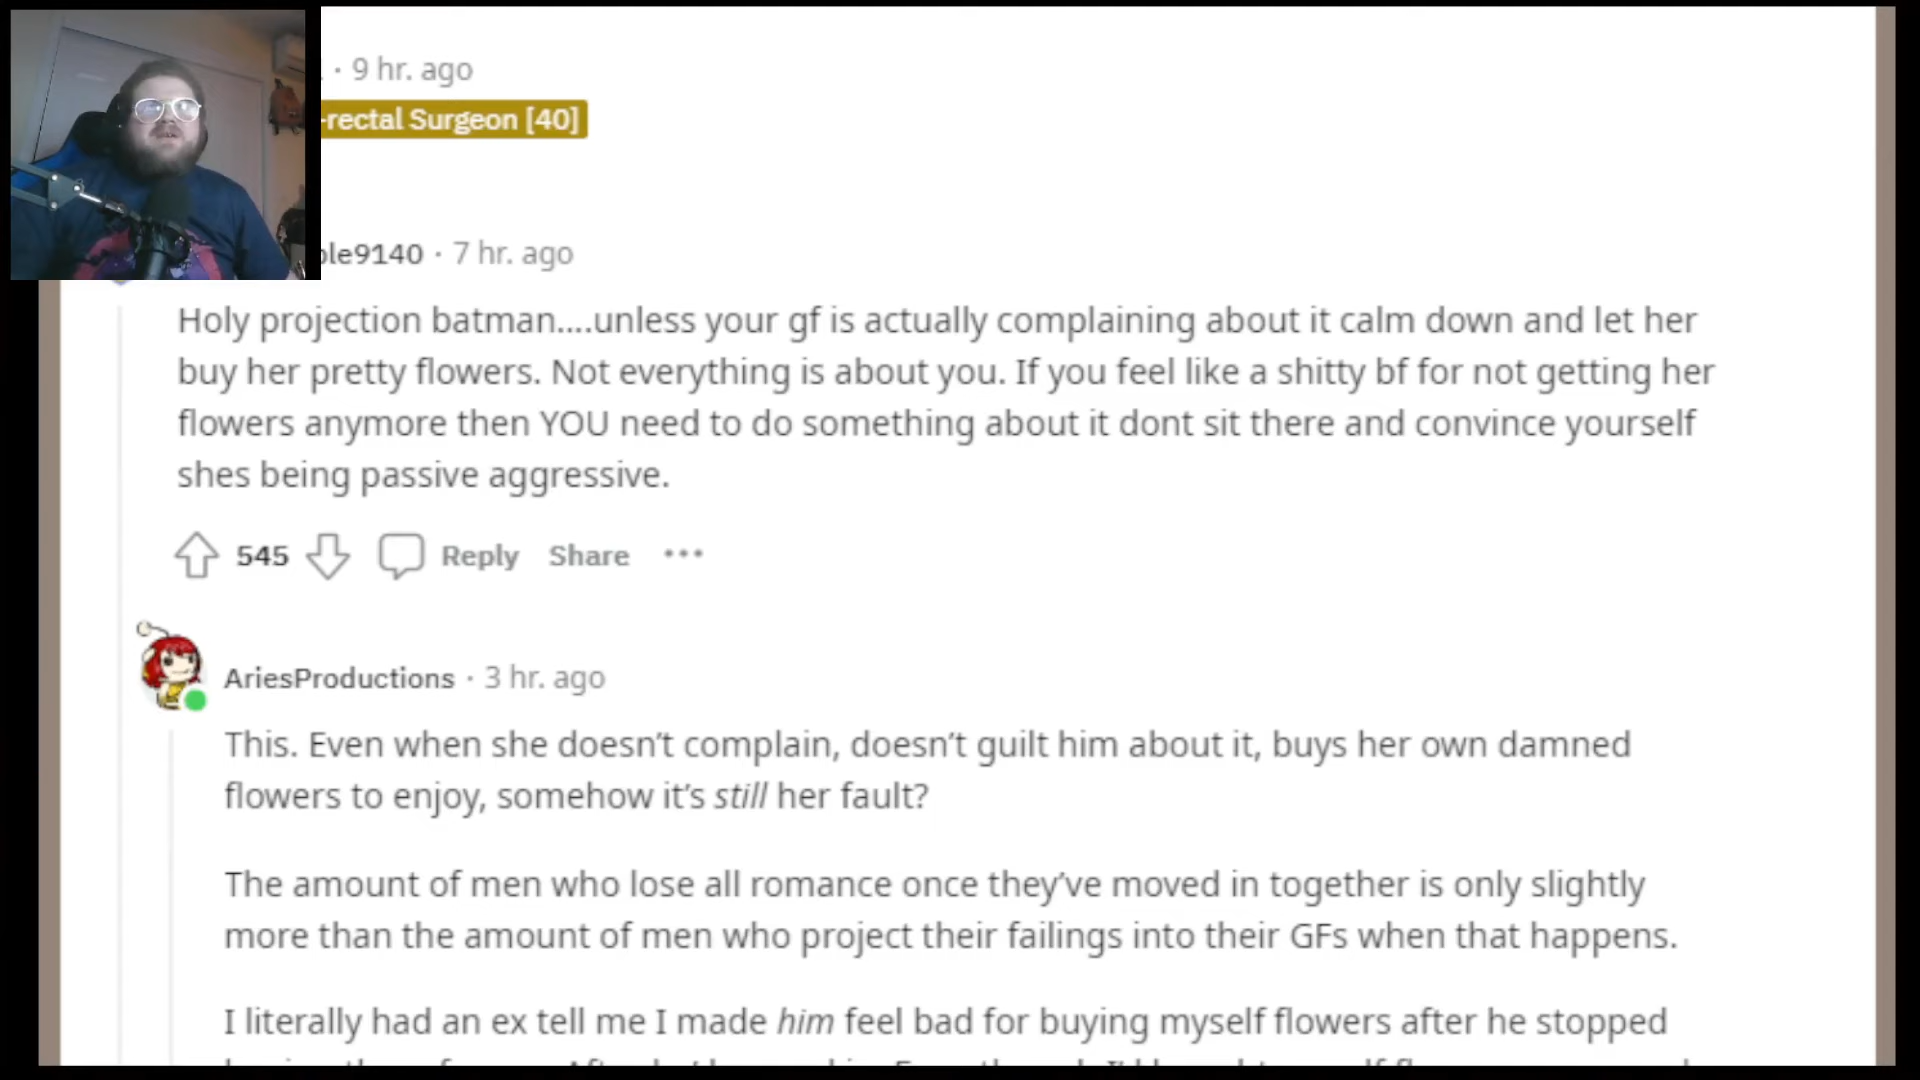 · 9 hr. ago
-rectal Surgeon [40]
ole9140 · 7 hr. ago
Holy projection batman....unless your gf is actually complaining about it calm down and let her
buy her pretty flowers. Not everything is about you. If you feel like a shitty bf for not getting her
flowers anymore then YOU need to do something about it dont sit there and convince yourself
shes being passive aggressive.
545 Reply Share ···
AriesProductions · 3 hr. ago
This. Even when she doesn't complain, doesn't guilt him about it, buys her own damned
flowers to enjoy, somehow it's still her fault?
The amount of men who lose all romance once they've moved in together is only slightly
more than the amount of men who project their failings into their GFs when that happens.
I literally had an ex tell me I made him feel bad for buying myself flowers after he stopped